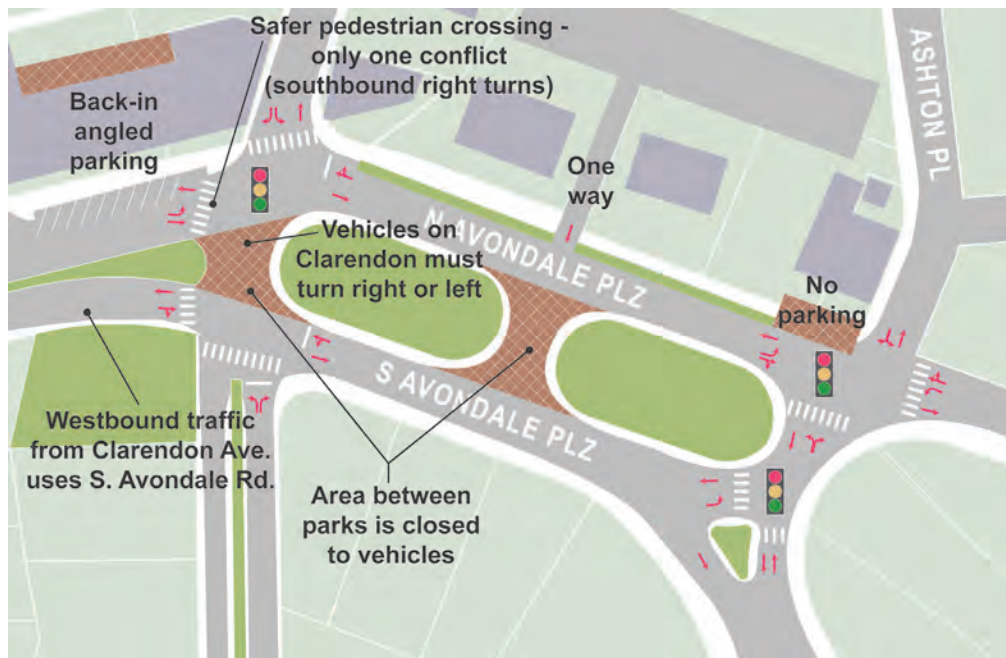 Safer pedestrian crossing -
only one conflict
(southbound right turns)
Back-in
angled
parking
ASHTON PL
One
way
N AVONDALE PLZ
Vehicles on
Clarendon must
turn right or left
No
parking
S AVONDALE PLZ
Westbound traffic
from Clarendon Ave.
uses S. Avondale Rd.
Area between
parks is closed
to vehicles